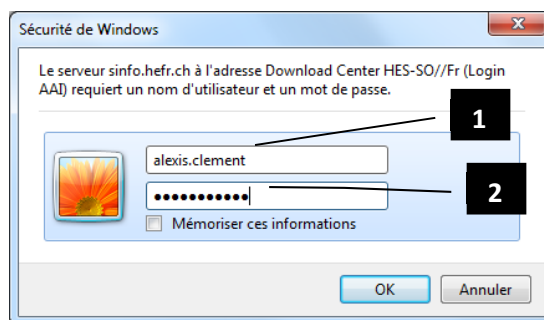 Sécurité de Windows
Le serveur sinfo.hefr.ch à l'adresse Download Center HES-SO//Fr (Login
AAI) requiert un nom d'utilisateur et un mot de passe.
1
alexis.clement
●●●●●●●●●●●
2
Mémoriser ces informations
OK Annuler